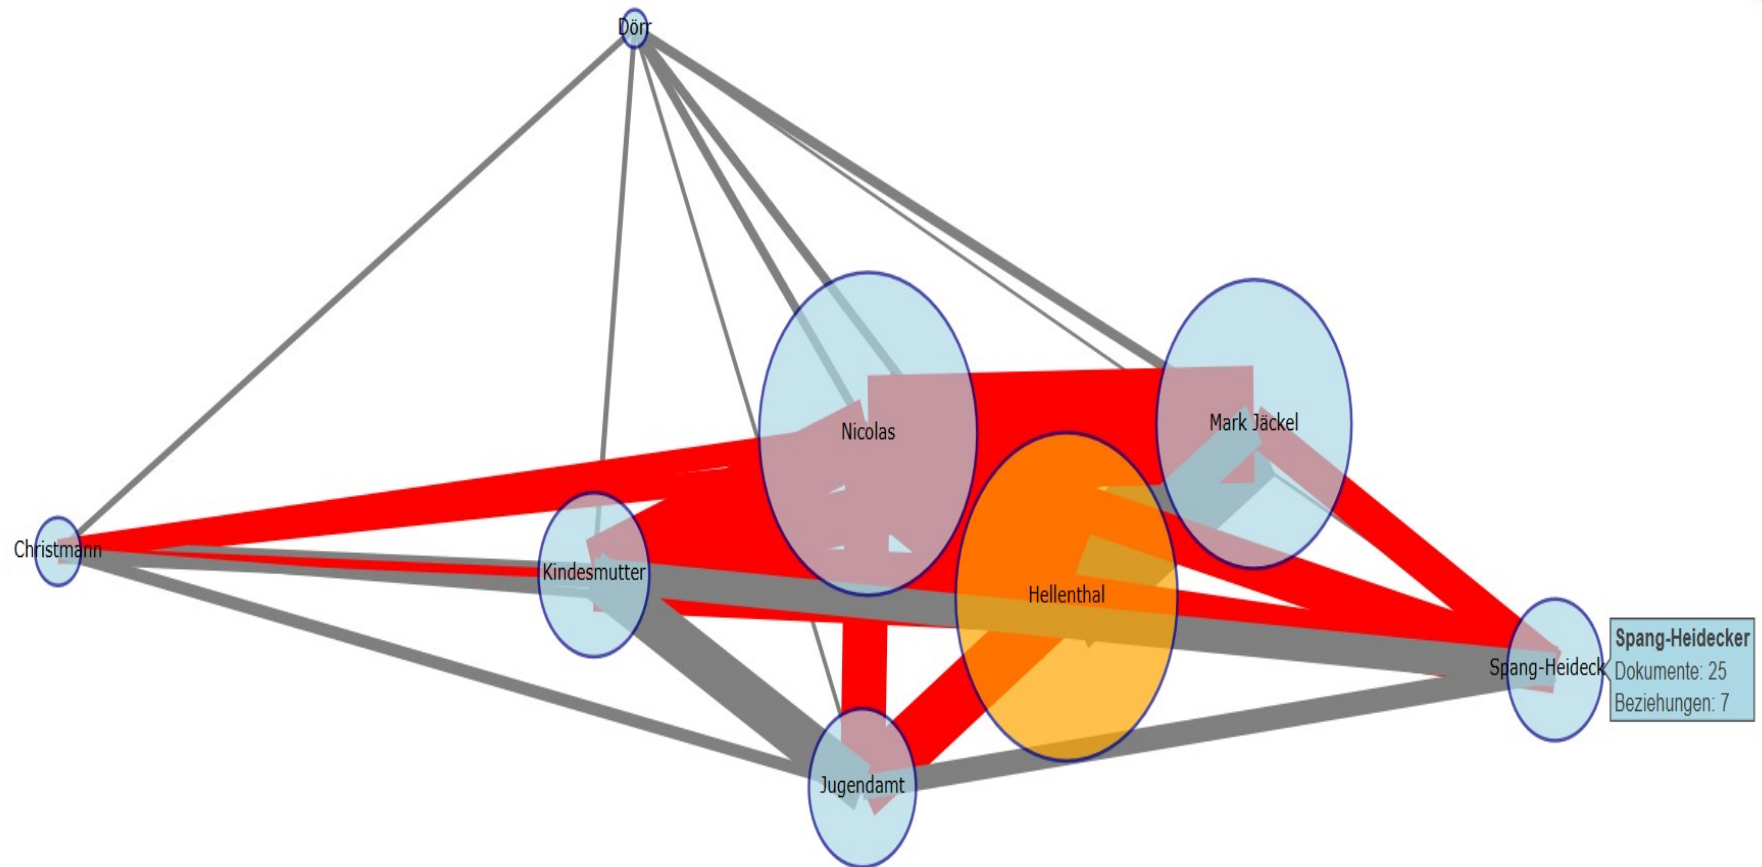 Dörr
Nicolas
Mark Jäckel
Christmann
Kindesmutter
Hellenthal
Spang-Heideck
Spang-Heidecker
Dokumente: 25
Beziehungen: 7
Jugendamt